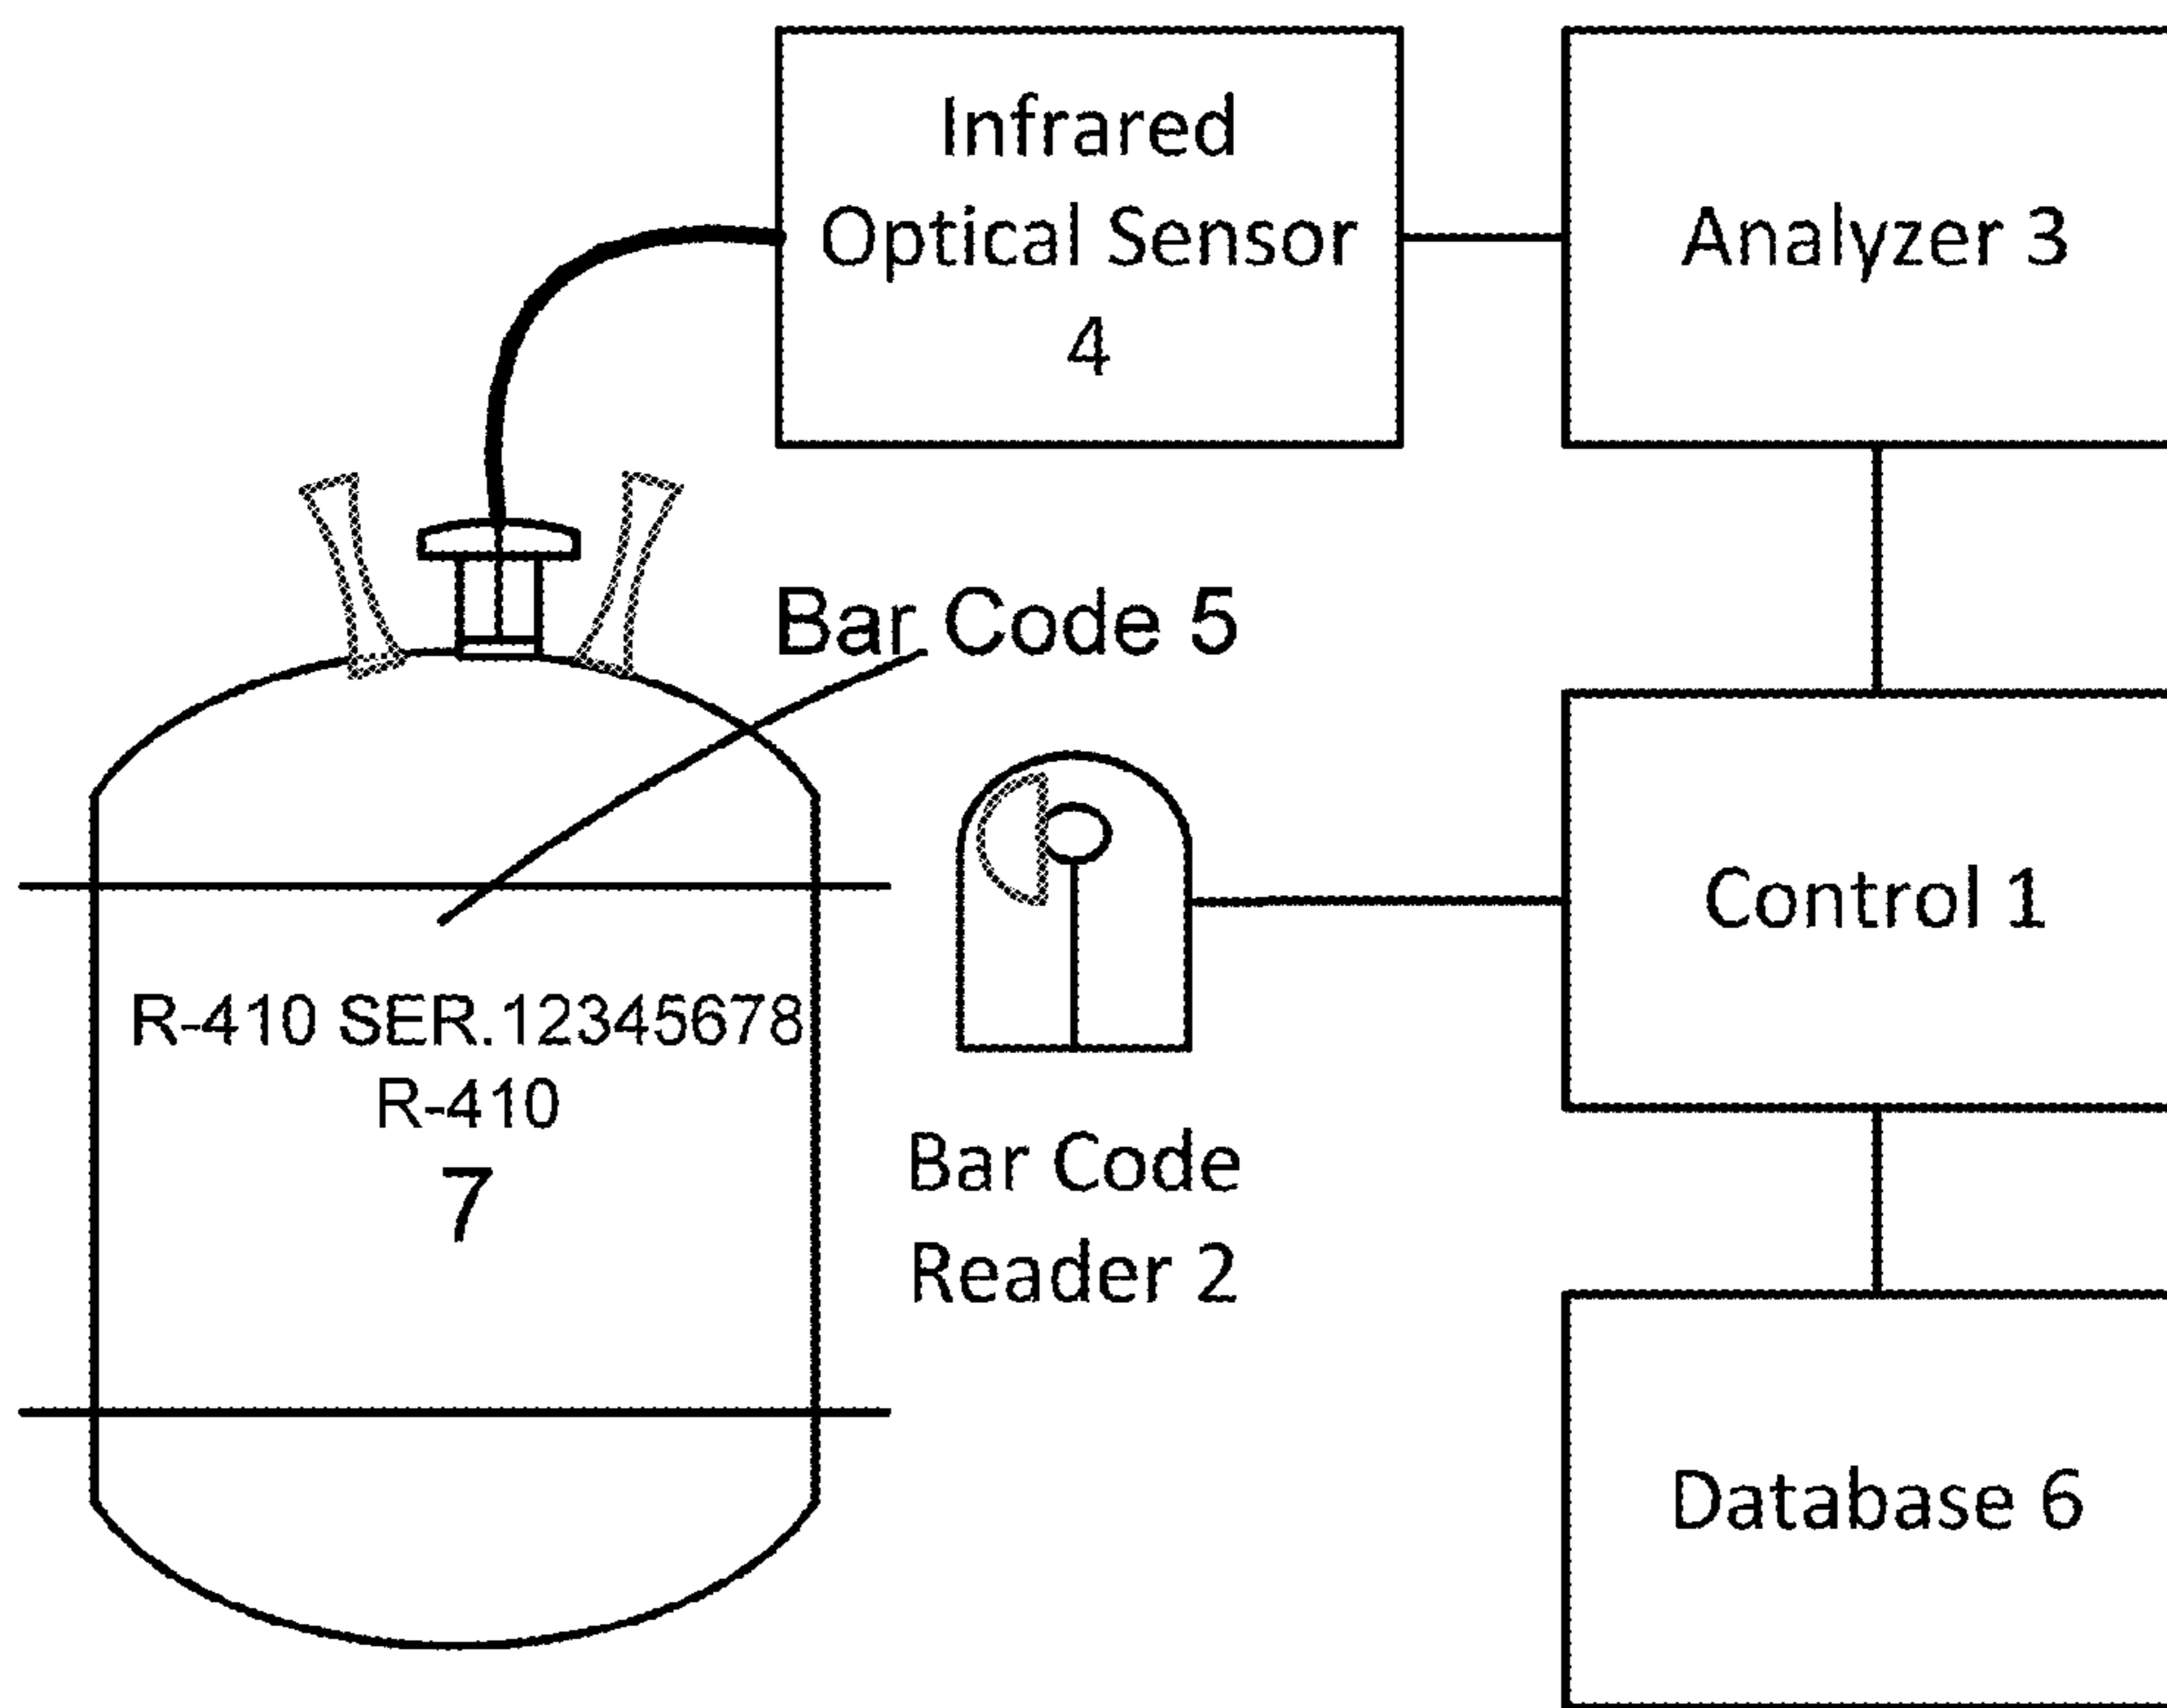 Infrared
Optical Sensor
4
Analyzer 3
Bar Code 5
Control 1
R-410 SER.12345678
R-410
7
Bar Code
Reader 2
Database 6